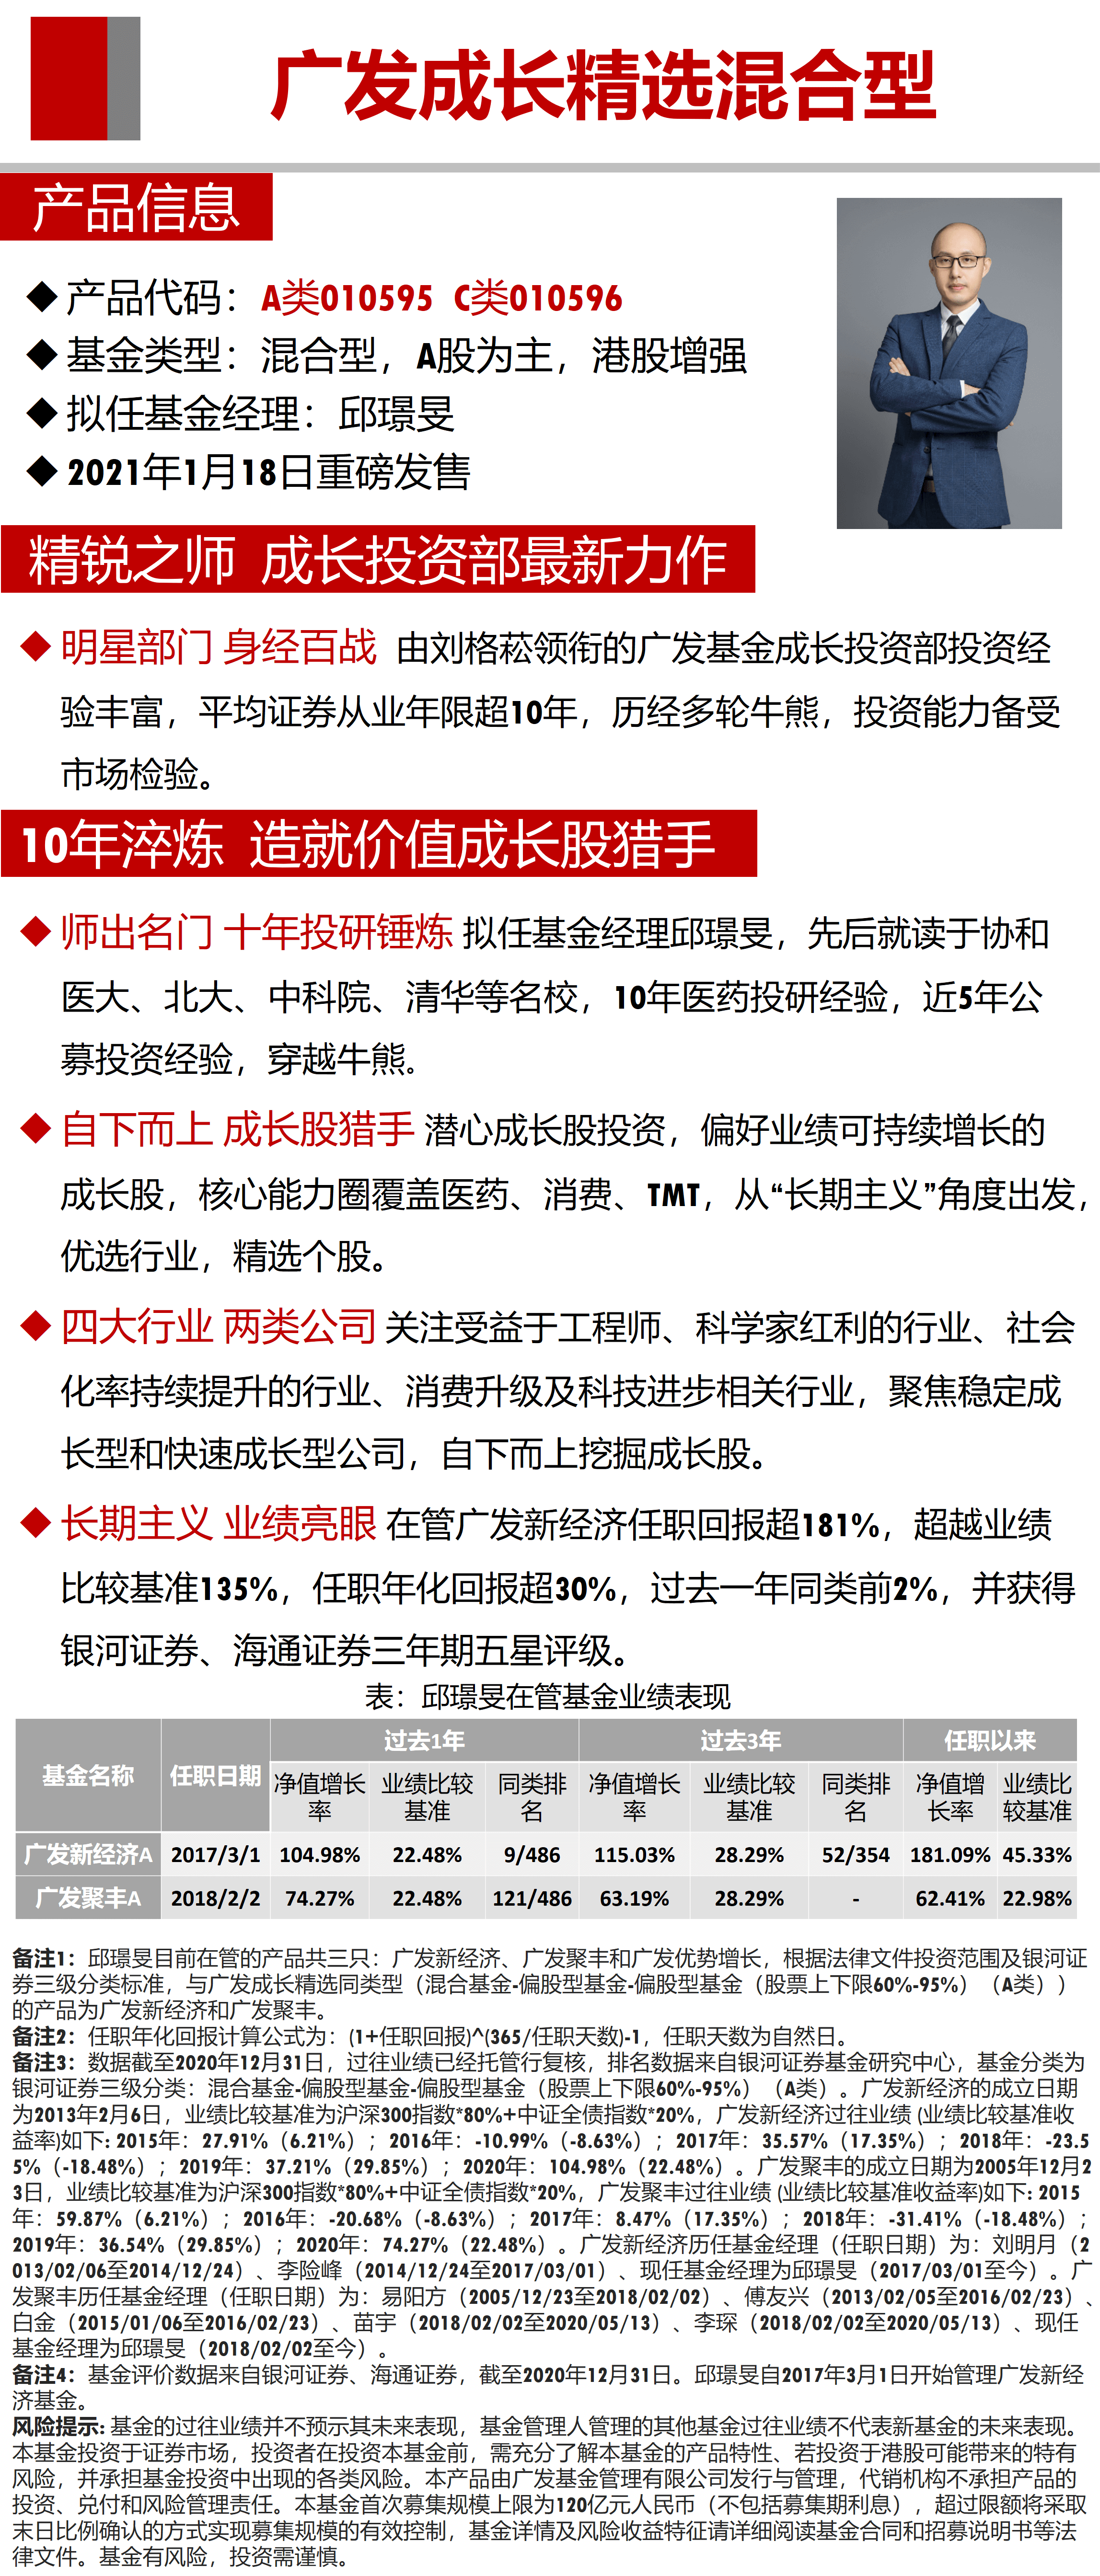 广发成长精选混合型
产品信息
◆ 产品代码：A类010595 C类010596
◆ 基金类型：混合型，A股为主，港股增强
◆ 拟任基金经理：邱璟旻
◆ 2021年1月18日重磅发售
精锐之师 成长投资部最新力作
◆ 明星部门 身经百战 由刘格菘领衔的广发基金成长投资部投资经
验丰富，平均证券从业年限超10年，历经多轮牛熊，投资能力备受
市场检验。
10年淬炼 造就价值成长股猎手
◆ 师出名门 十年投研锤炼 拟任基金经理邱璟旻，先后就读于协和
医大、北大、中科院、清华等名校，10年医药投研经验，近5年公
募投资经验，穿越牛熊。
◆ 自下而上 成长股猎手 潜心成长股投资，偏好业绩可持续增长的
成长股，核心能力圈覆盖医药、消费、TMT，从“长期主义”角度出发，
优选行业，精选个股。
◆ 四大行业 两类公司 关注受益于工程师、科学家红利的行业、社会
化率持续提升的行业、消费升级及科技进步相关行业，聚焦稳定成
长型和快速成长型公司，自下而上挖掘成长股。
◆ 长期主义 业绩亮眼 在管广发新经济任职回报超181%，超越业绩
比较基准135%，任职年化回报超30%，过去一年同类前2%，并获得
银河证券、海通证券三年期五星评级。
表：邱璟旻在管基金业绩表现
基金名称 任职日期 过去1年 过去3年 任职以来
净值增长率 业绩比较基准 同类排名 净值增长率 业绩比较基准 同类排名 净值增长率 业绩比较基准
广发新经济A 2017/3/1 104.98% 22.48% 9/486 115.03% 28.29% 52/354 181.09% 45.33%
广发聚丰A 2018/2/2 74.27% 22.48% 121/486 63.19% 28.29% - 62.41% 22.98%
备注1：邱璟旻目前在管的产品共三只：广发新经济、广发聚丰和广发优势增长，根据法律文件投资范围及银河证
券三级分类标准，与广发成长精选同类型（混合基金-偏股型基金-偏股型基金（股票上下限60%-95%）（A类））
的产品为广发新经济和广发聚丰。
备注2：任职年化回报计算公式为：(1+任职回报)^(365/任职天数)-1，任职天数为自然日。
备注3：数据截至2020年12月31日，过往业绩已经托管行复核，排名数据来自银河证券基金研究中心，基金分类为
银河证券三级分类：混合基金-偏股型基金-偏股型基金（股票上下限60%-95%）（A类）。广发新经济的成立日期
为2013年2月6日，业绩比较基准为沪深300指数*80%+中证全债指数*20%，广发新经济过往业绩 (业绩比较基准收
益率)如下: 2015年：27.91%（6.21%）；2016年：-10.99%（-8.63%）；2017年：35.57%（17.35%）；2018年：-23.5
5%（-18.48%）；2019年：37.21%（29.85%）；2020年：104.98%（22.48%）。广发聚丰的成立日期为2005年12月2
3日，业绩比较基准为沪深300指数*80%+中证全债指数*20%，广发聚丰过往业绩 (业绩比较基准收益率)如下: 2015
年：59.87%（6.21%）；2016年：-20.68%（-8.63%）；2017年：8.47%（17.35%）；2018年：-31.41%（-18.48%）；
2019年：36.54%（29.85%）；2020年：74.27%（22.48%）。广发新经济历任基金经理（任职日期）为：刘明月（2
013/02/06至2014/12/24）、李险峰（2014/12/24至2017/03/01）、现任基金经理为邱璟旻（2017/03/01至今）。广
发聚丰历任基金经理（任职日期）为：易阳方（2005/12/23至2018/02/02）、傅友兴（2013/02/05至2016/02/23）、
白金（2015/01/06至2016/02/23）、苗宇（2018/02/02至2020/05/13）、李琛（2018/02/02至2020/05/13）、现任
基金经理为邱璟旻（2018/02/02至今）。
备注4：基金评价数据来自银河证券、海通证券，截至2020年12月31日。邱璟旻自2017年3月1日开始管理广发新经
济基金。
风险提示: 基金的过往业绩并不预示其未来表现，基金管理人管理的其他基金过往业绩不代表新基金的未来表现。
本基金投资于证券市场，投资者在投资本基金前，需充分了解本基金的产品特性、若投资于港股可能带来的特有
风险，并承担基金投资中出现的各类风险。本产品由广发基金管理有限公司发行与管理，代销机构不承担产品的
投资、兑付和风险管理责任。本基金首次募集规模上限为120亿元人民币（不包括募集期利息），超过限额将采取
末日比例确认的方式实现募集规模的有效控制，基金详情及风险收益特征请详细阅读基金合同和招募说明书等法
律文件。基金有风险，投资需谨慎。